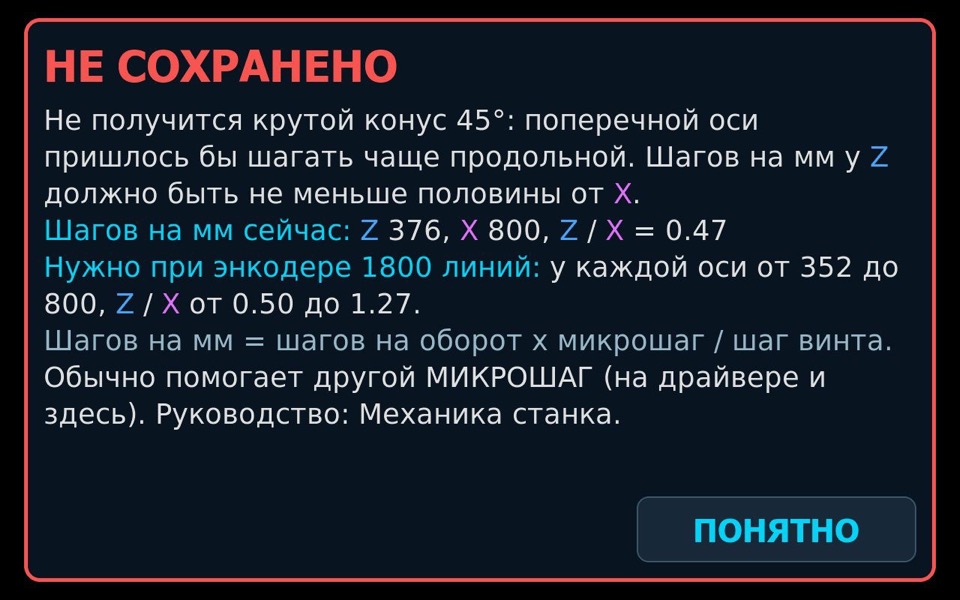 НЕ СОХРАНЕНО
Не получится крутой конус 45°: поперечной оси
пришлось бы шагать чаще продольной. Шагов на мм у Z
должно быть не меньше половины от X.
Шагов на мм сейчас: Z 376, X 800, Z / X = 0.47
Нужно при энкодере 1800 линий: у каждой оси от 352 до
800, Z / X от 0.50 до 1.27.
Шагов на мм = шагов на оборот x микрошаг / шаг винта.
Обычно помогает другой МИКРОШАГ (на драйвере и
здесь). Руководство: Механика станка.
ПОНЯТНО